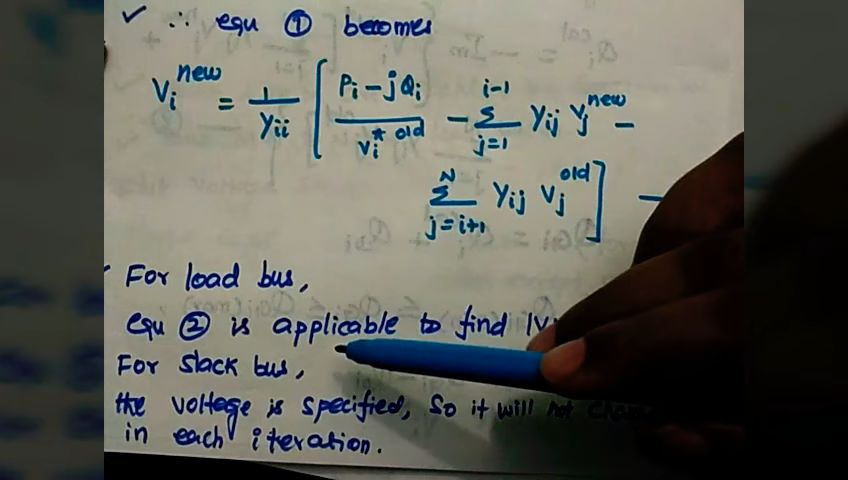 ✓ ∴ equ ① becomes
Vi^new = 1/Yii [ Pi - jQi / Vi* old - Σ_{j=1}^{i-1} Yij Vj^new -
Σ_{j=i+1}^{N} Yij Vj^old ] -
For load bus,
equ ② is applicable to find |Vi
For slack bus,
the voltage is specified, so it will not
in each iteration.